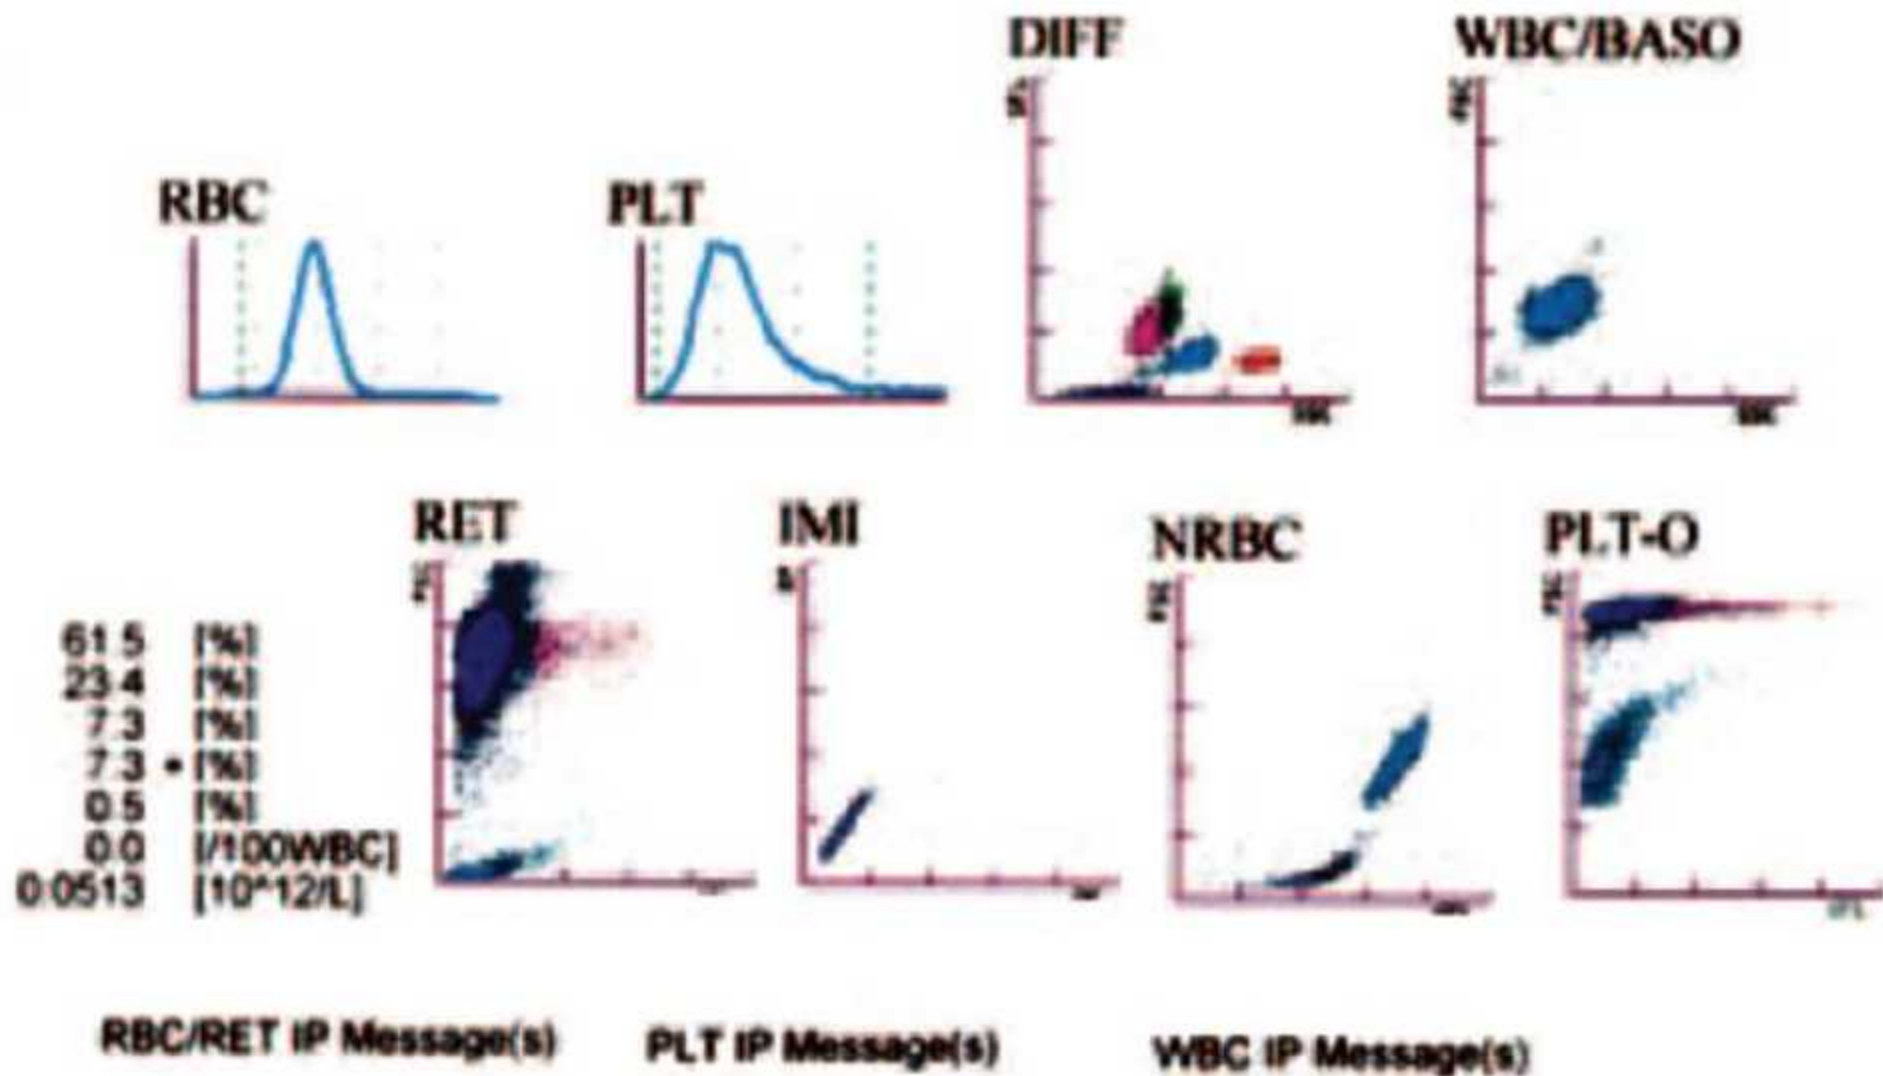 DIFF
WBC/BASO
RBC
PLT
RET
IMI
NRBC
PLT-O
61.5 [%]
23.4 [%]
7.3 [%]
7.3 * [%]
0.5 [%]
0.0 [/100WBC]
0.0513 [10^12/L]
RBC/RET IP Message(s)
PLT IP Message(s)
WBC IP Message(s)